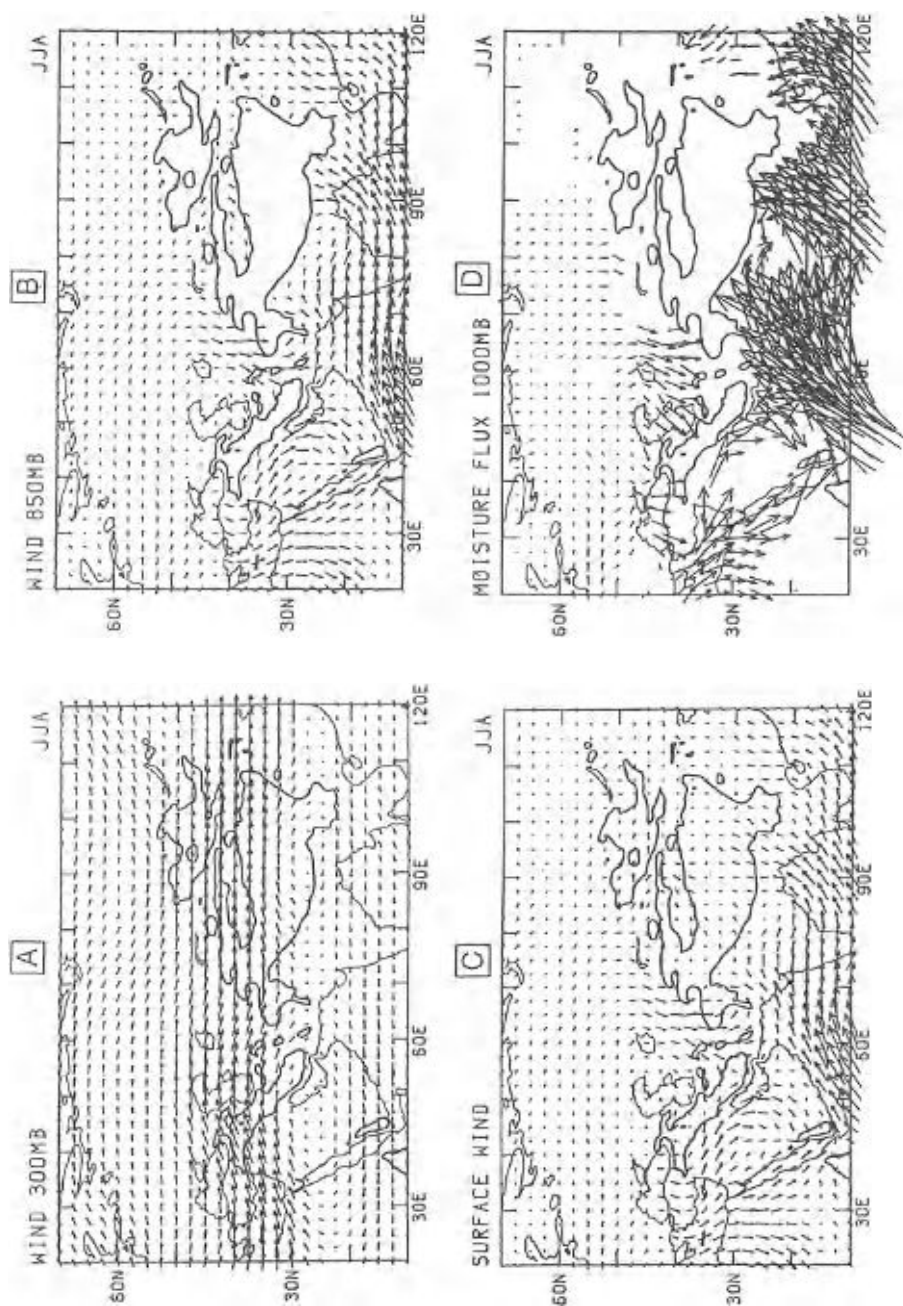 A
WIND 300MB JJA
60N
30N
30E 60E 90E 120E
B
WIND 850MB JJA
60N
30N
30E 60E 90E 120E
C
SURFACE WIND JJA
60N
30N
30E 60E 90E 120E
D
MOISTURE FLUX 1000MB JJA
60N
30N
30E 90E 120E